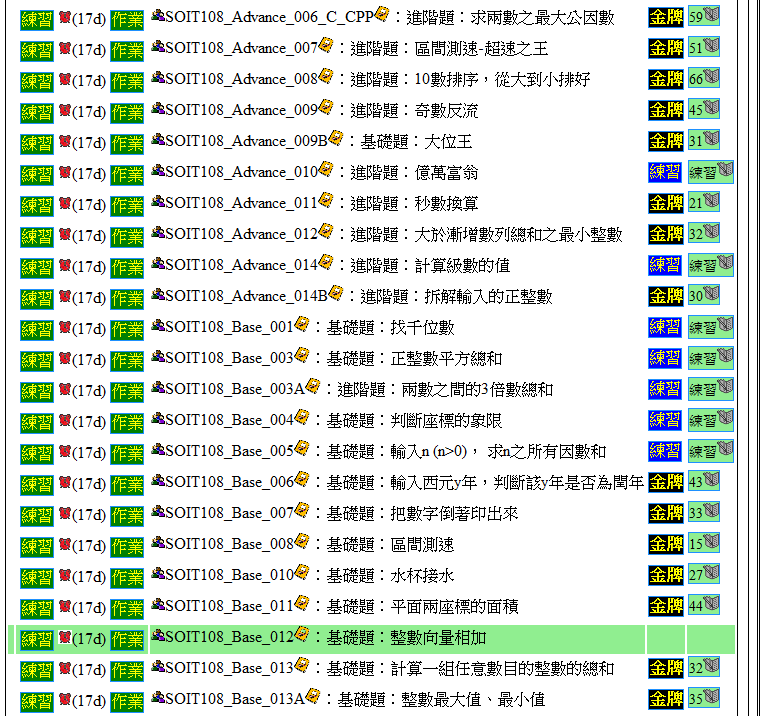 練習 (17d) 作業 SOIT108_Advance_006_C_CPP：進階題：求兩數之最大公因數 金牌 59
練習 (17d) 作業 SOIT108_Advance_007：進階題：區間測速-超速之王 金牌 51
練習 (17d) 作業 SOIT108_Advance_008：進階題：10數排序，從大到小排好 金牌 66
練習 (17d) 作業 SOIT108_Advance_009：進階題：奇數反流 金牌 45
練習 (17d) 作業 SOIT108_Advance_009B：基礎題：大位王 金牌 31
練習 (17d) 作業 SOIT108_Advance_010：進階題：億萬富翁 練習 練習
練習 (17d) 作業 SOIT108_Advance_011：進階題：秒數換算 金牌 21
練習 (17d) 作業 SOIT108_Advance_012：進階題：大於漸增數列總和之最小整數 金牌 32
練習 (17d) 作業 SOIT108_Advance_014：進階題：計算級數的值 練習 練習
練習 (17d) 作業 SOIT108_Advance_014B：進階題：拆解輸入的正整數 金牌 30
練習 (17d) 作業 SOIT108_Base_001：基礎題：找千位數 練習 練習
練習 (17d) 作業 SOIT108_Base_003：基礎題：正整數平方總和 練習 練習
練習 (17d) 作業 SOIT108_Base_003A：進階題：兩數之間的3倍數總和 練習 練習
練習 (17d) 作業 SOIT108_Base_004：基礎題：判斷座標的象限 練習 練習
練習 (17d) 作業 SOIT108_Base_005：基礎題：輸入n (n>0)， 求n之所有因數和 練習 練習
練習 (17d) 作業 SOIT108_Base_006：基礎題：輸入西元y年，判斷該y年是否為閏年 金牌 43
練習 (17d) 作業 SOIT108_Base_007：基礎題：把數字倒著印出來 金牌 33
練習 (17d) 作業 SOIT108_Base_008：基礎題：區間測速 金牌 15
練習 (17d) 作業 SOIT108_Base_010：基礎題：水杯接水 金牌 27
練習 (17d) 作業 SOIT108_Base_011：基礎題：平面兩座標的面積 金牌 44
練習 (17d) 作業 SOIT108_Base_012：基礎題：整數向量相加
練習 (17d) 作業 SOIT108_Base_013：基礎題：計算一組任意數目的整數的總和 金牌 32
練習 (17d) 作業 SOIT108_Base_013A：基礎題：整數最大值、最小值 金牌 35